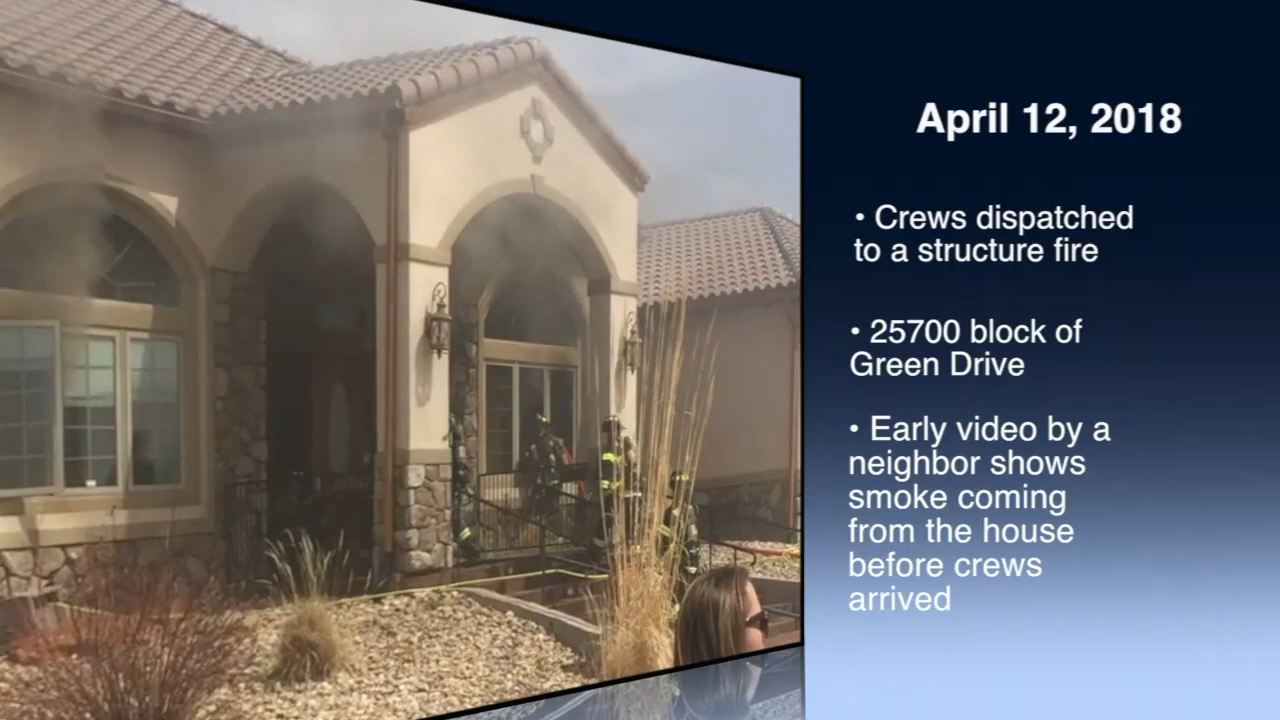 April 12, 2018
• Crews dispatched
to a structure fire
• 25700 block of
Green Drive
• Early video by a
neighbor shows
smoke coming
from the house
before crews
arrived